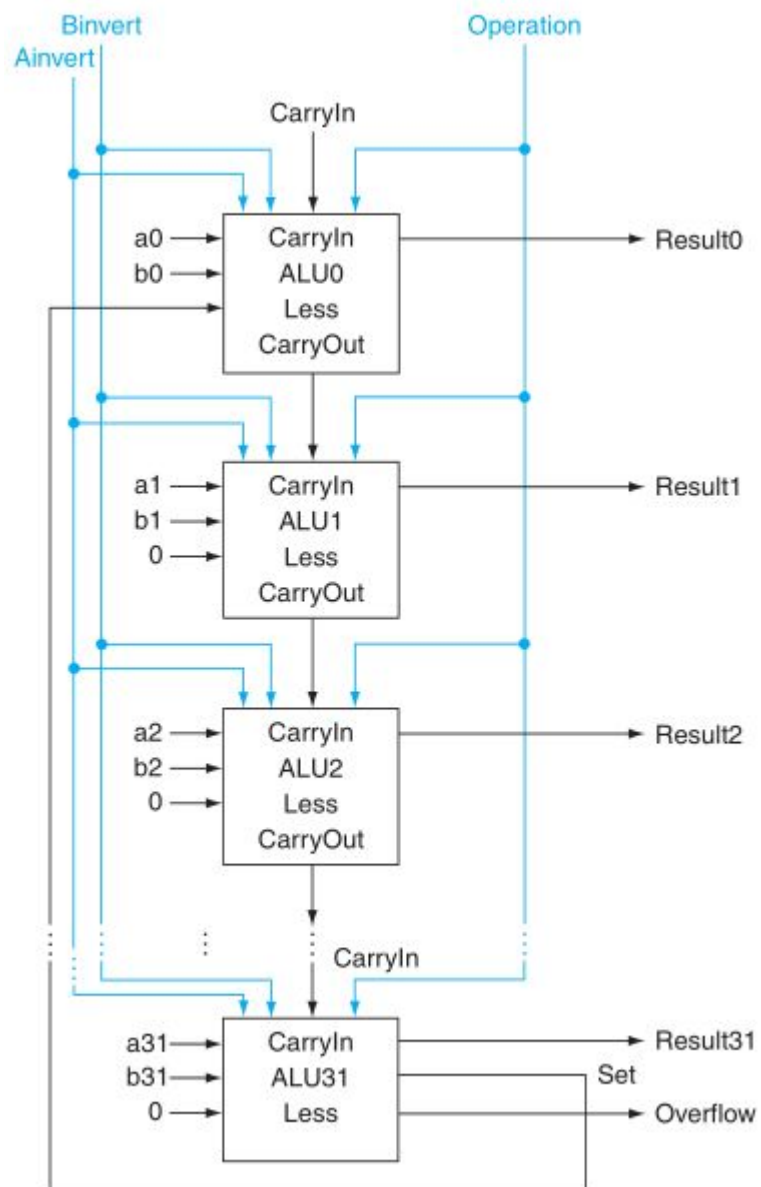 Binvert
Operation
Ainvert
CarryIn
a0
CarryIn
Result0
b0
ALU0
Less
CarryOut
a1
CarryIn
Result1
b1
ALU1
0
Less
CarryOut
a2
CarryIn
Result2
b2
ALU2
0
Less
CarryOut
CarryIn
a31
CarryIn
Result31
b31
ALU31
Set
0
Less
Overflow